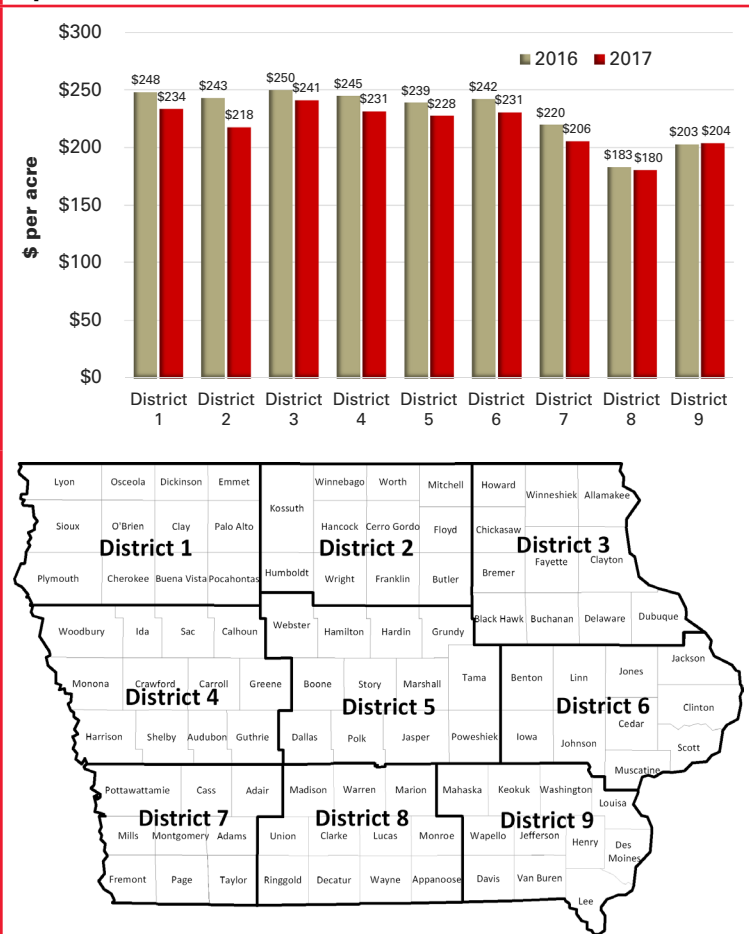 $300
2016 2017
$250
$200
$150
$100
$50
$0
$ per acre
$248 $234 $243 $218 $250 $241 $245 $231 $239 $228 $242 $231 $220 $206 $183 $180 $203 $204
District 1 District 2 District 3 District 4 District 5 District 6 District 7 District 8 District 9
Lyon Osceola Dickinson Emmet Kossuth Winnebago Worth Mitchell Howard Winneshiek Allamakee
Sioux O'Brien Clay Palo Alto Hancock Cerro Gordo Floyd Chickasaw
District 1 District 2 District 3
Plymouth Cherokee Buena Vista Pocahontas Humboldt Wright Franklin Butler Bremer Fayette Clayton
Black Hawk Buchanan Delaware Dubuque
Woodbury Ida Sac Calhoun Webster Hamilton Hardin Grundy
Monona Crawford Carroll Greene Boone Story Marshall Tama Benton Linn Jones Jackson
District 4 District 5 District 6
Harrison Shelby Audubon Guthrie Dallas Polk Jasper Poweshiek Iowa Johnson Cedar Clinton Scott
Muscatine
Pottawattamie Cass Adair Madison Warren Marion Mahaska Keokuk Washington Louisa
District 7 District 8 District 9
Mills Montgomery Adams Union Clarke Lucas Monroe Wapello Jefferson Henry Des Moines
Fremont Page Taylor Ringgold Decatur Wayne Appanoose Davis Van Buren Lee